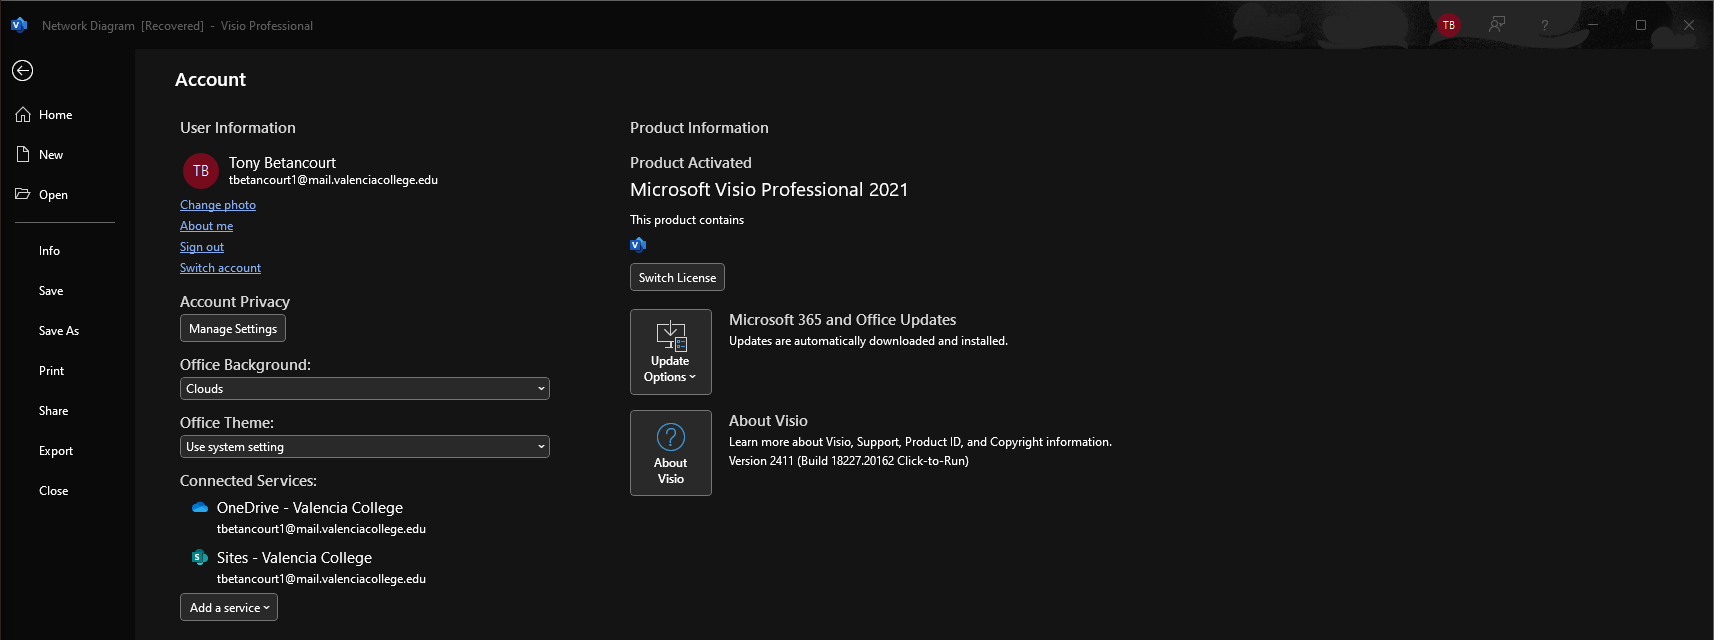 Network Diagram  [Recovered]  -  Visio Professional
TB
?
Account
Home
New
Open
Info
Save
Save As
Print
Share
Export
Close
User Information
TB
Tony Betancourt
tbetancourt1@mail.valenciacollege.edu
Change photo
About me
Sign out
Switch account
Account Privacy
Manage Settings
Office Background:
Clouds
Office Theme:
Use system setting
Connected Services:
OneDrive - Valencia College
tbetancourt1@mail.valenciacollege.edu
Sites - Valencia College
tbetancourt1@mail.valenciacollege.edu
Add a service
Product Information
Product Activated
Microsoft Visio Professional 2021
This product contains
Switch License
Update
Options
Microsoft 365 and Office Updates
Updates are automatically downloaded and installed.
?
About
Visio
About Visio
Learn more about Visio, Support, Product ID, and Copyright information.
Version 2411 (Build 18227.20162 Click-to-Run)